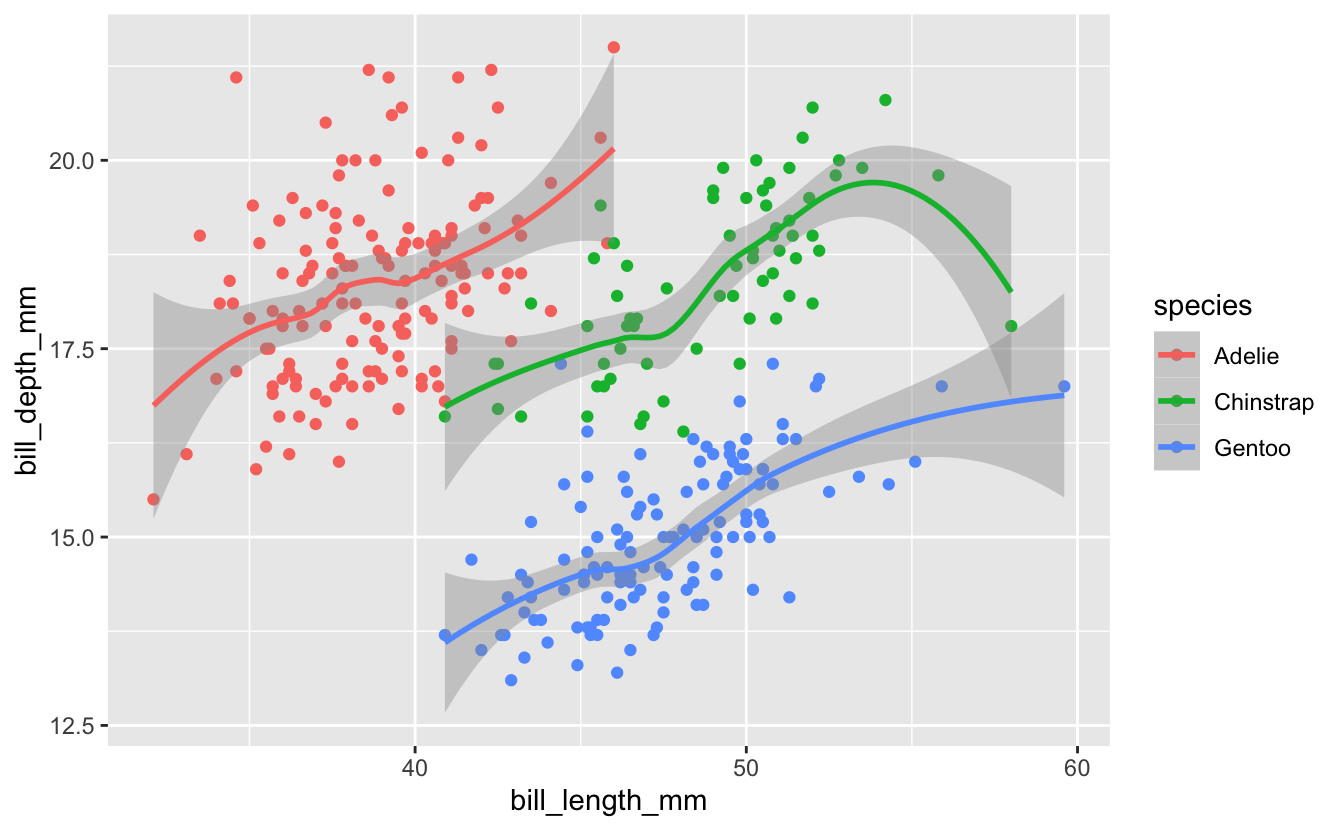 20.0
17.5
15.0
12.5
bill_depth_mm
40
50
60
bill_length_mm
species
Adelie
Chinstrap
Gentoo